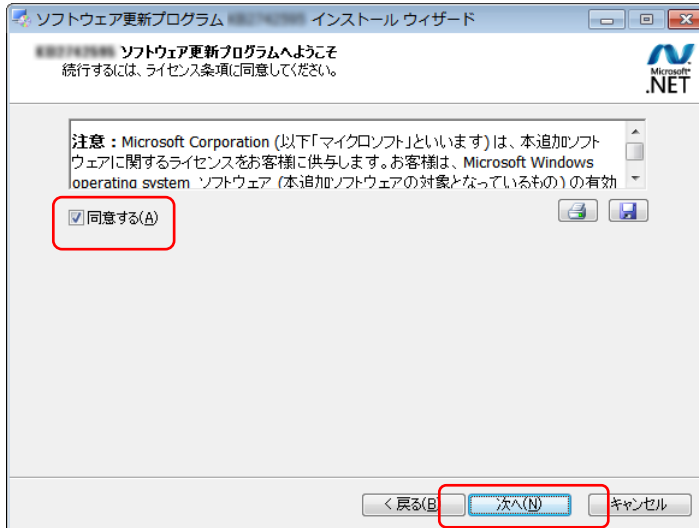 ソフトウェア更新プログラム インストール ウィザード
ソフトウェア更新プログラムへようこそ
続行するには、ライセンス条項に同意してください。
Microsoft
.NET
注意：Microsoft Corporation (以下「マイクロソフト」といいます) は、本追加ソフト
ウェアに関するライセンスをお客様に供与します。お客様は、Microsoft Windows
operating system ソフトウェア (本追加ソフトウェアの対象となっているもの) の有効
同意する(A)
< 戻る(B
次へ(N)
キャンセル